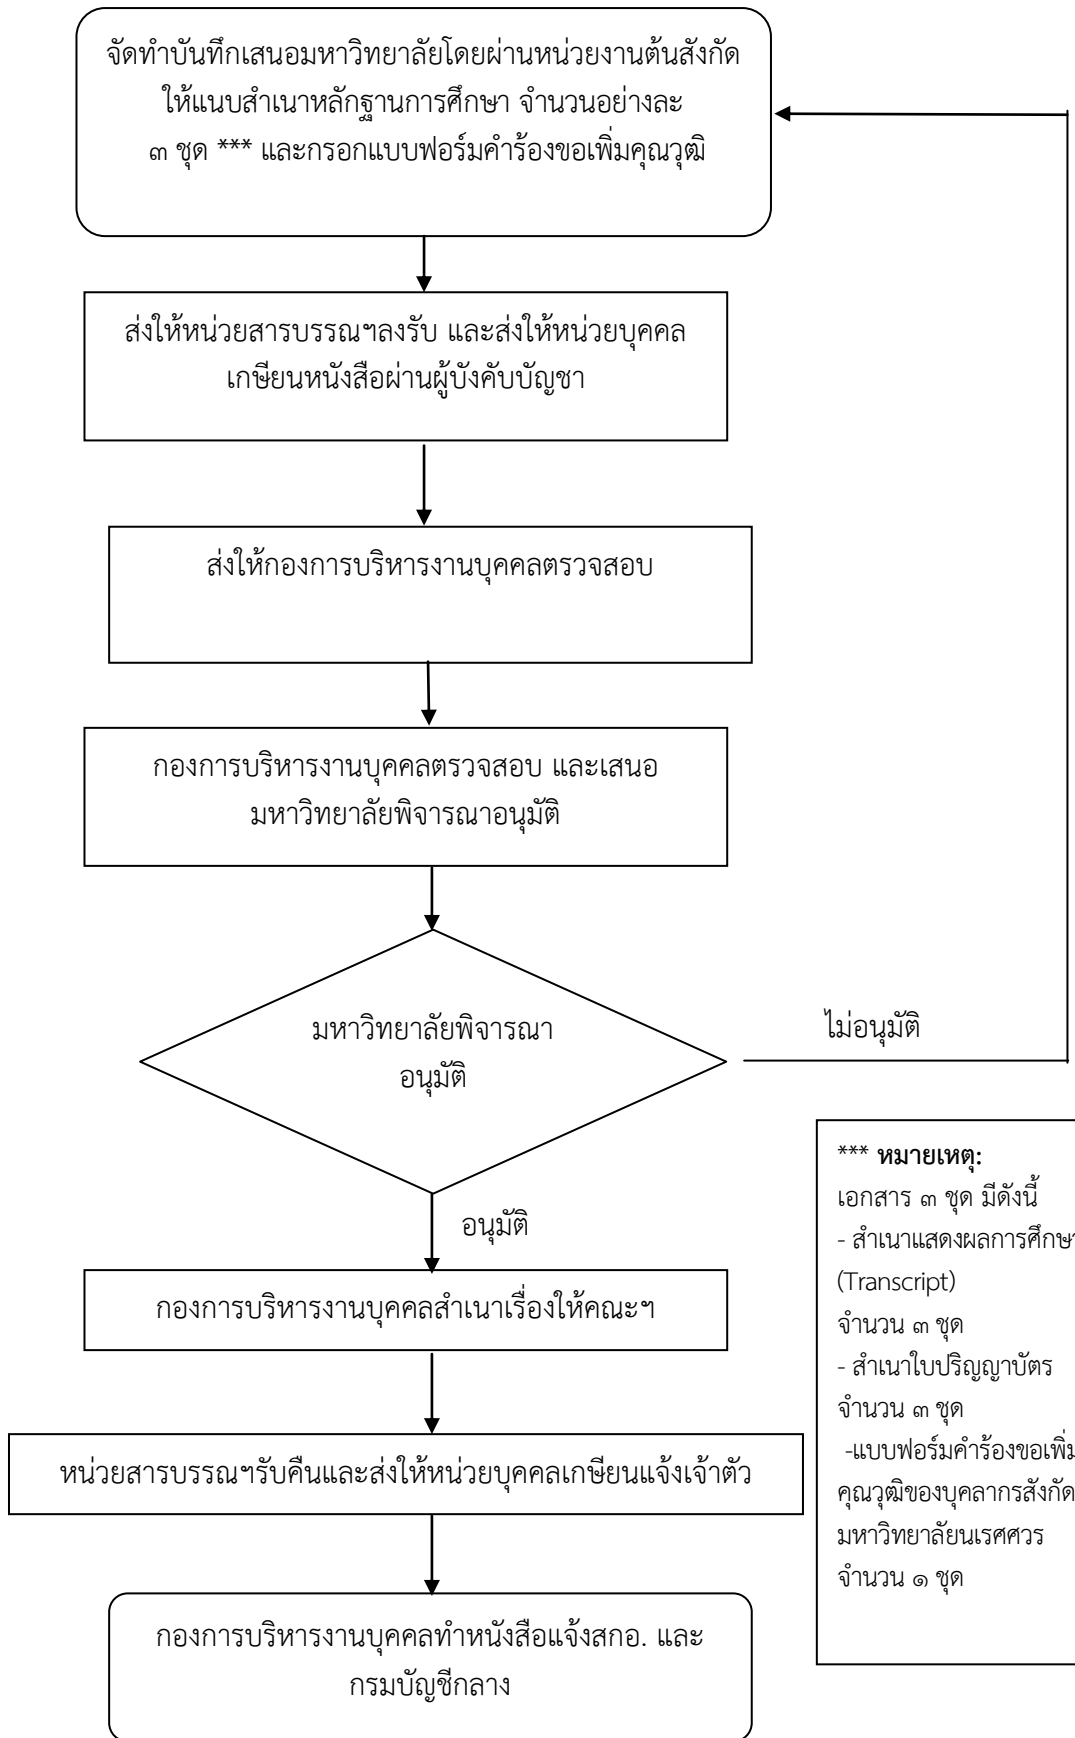 จัดทำบันทึกเสนอมหาวิทยาลัยโดยผ่านหน่วยงานต้นสังกัด
ให้แนบสำเนาหลักฐานการศึกษา จำนวนอย่างละ
๓ ชุด *** และกรอกแบบฟอร์มคำร้องขอเพิ่มคุณวุฒิ
ส่งให้หน่วยสารบรรณฯลงรับ และส่งให้หน่วยบุคคล
เกษียนหนังสือผ่านผู้บังคับบัญชา
ส่งให้กองการบริหารงานบุคคลตรวจสอบ
กองการบริหารงานบุคคลตรวจสอบ และเสนอ
มหาวิทยาลัยพิจารณาอนุมัติ
มหาวิทยาลัยพิจารณา
อนุมัติ
ไม่อนุมัติ
อนุมัติ
กองการบริหารงานบุคคลสำเนาเรื่องให้คณะฯ
หน่วยสารบรรณฯรับคืนและส่งให้หน่วยบุคคลเกษียนแจ้งเจ้าตัว
กองการบริหารงานบุคคลทำหนังสือแจ้งสกอ. และ
กรมบัญชีกลาง
*** หมายเหตุ:
เอกสาร ๓ ชุด มีดังนี้
- สำเนาแสดงผลการศึกษา
(Transcript)
จำนวน ๓ ชุด
- สำเนาใบปริญญาบัตร
จำนวน ๓ ชุด
-แบบฟอร์มคำร้องขอเพิ่ม
คุณวุฒิของบุคลากรสังกัด
มหาวิทยาลัยนเรศศวร
จำนวน ๑ ชุด